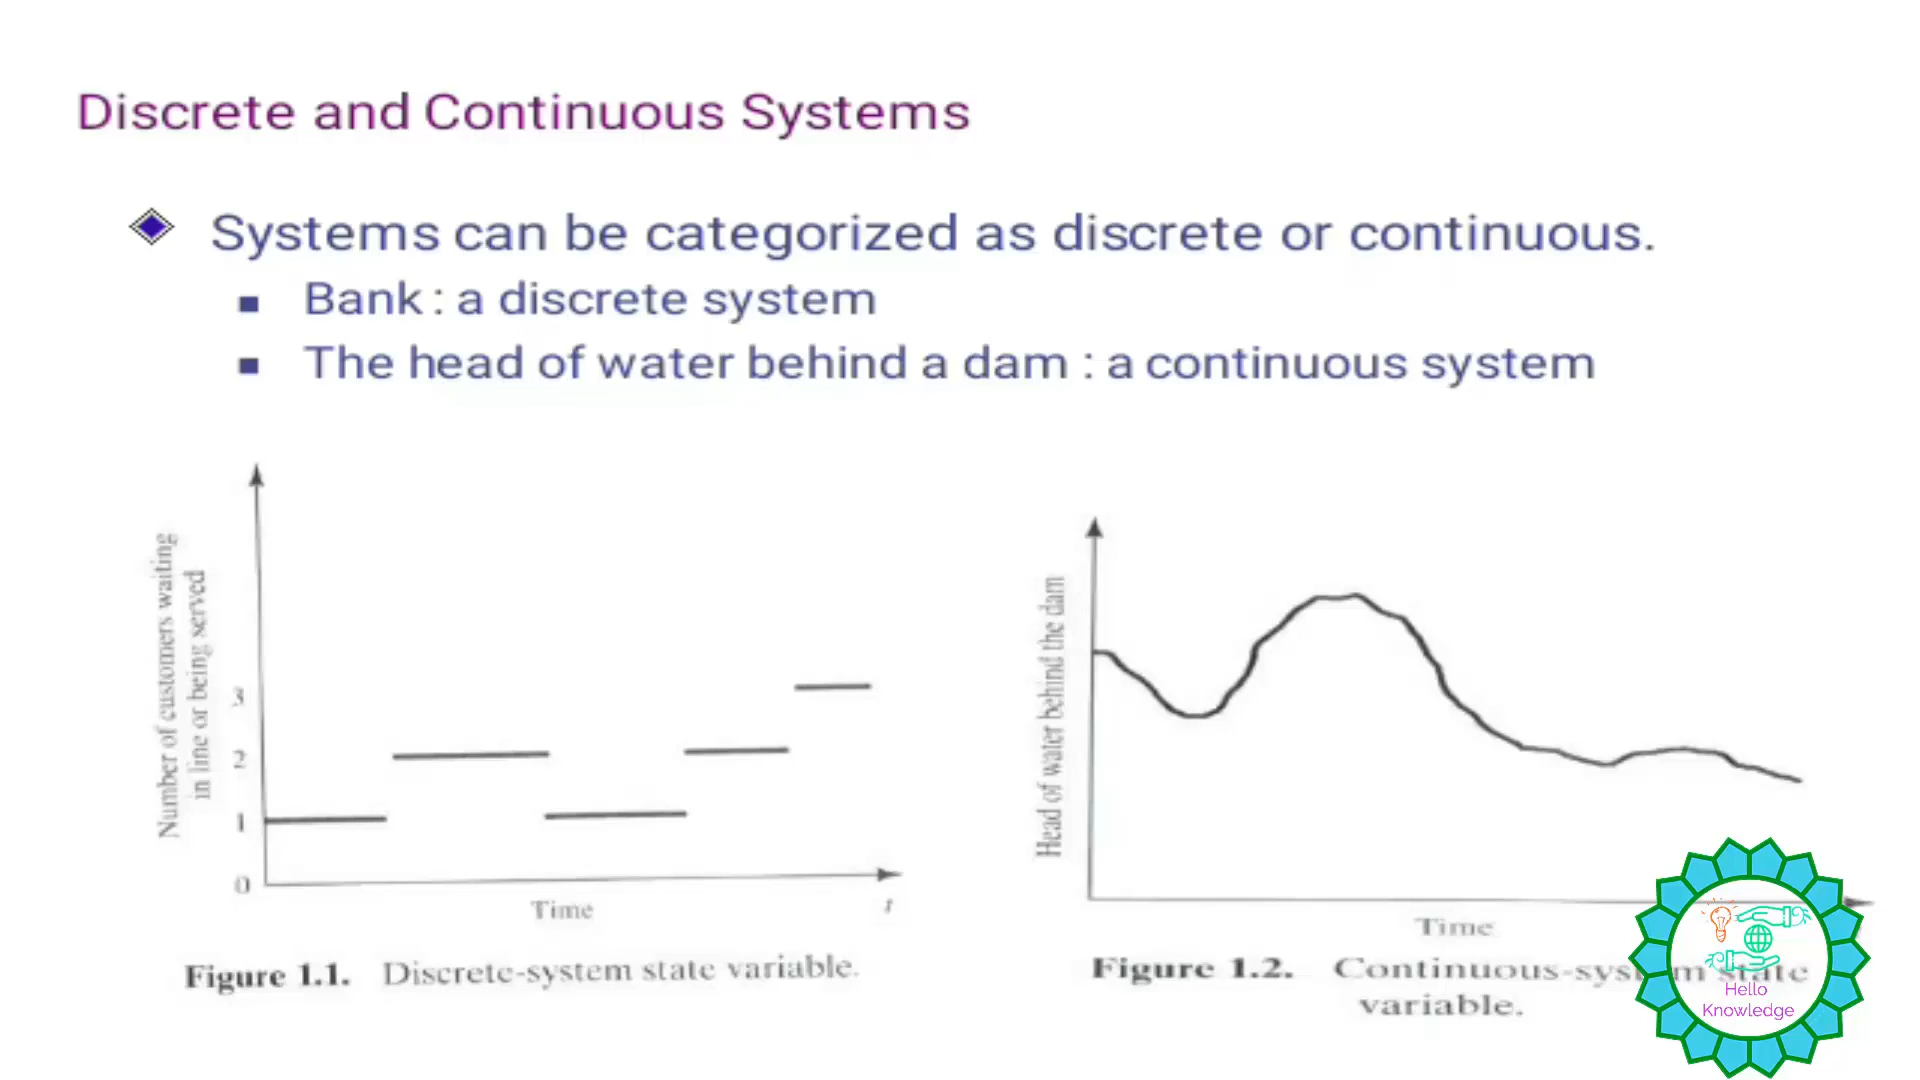 Discrete and Continuous Systems
Systems can be categorized as discrete or continuous.
Bank : a discrete system
The head of water behind a dam : a continuous system
Number of customers waiting
in line or being served
3
2
1
0
Time
t
Figure 1.1. Discrete-system state variable.
Head of water behind the dam
Time
Figure 1.2. Continuous-system state
variable.
Hello
Knowledge